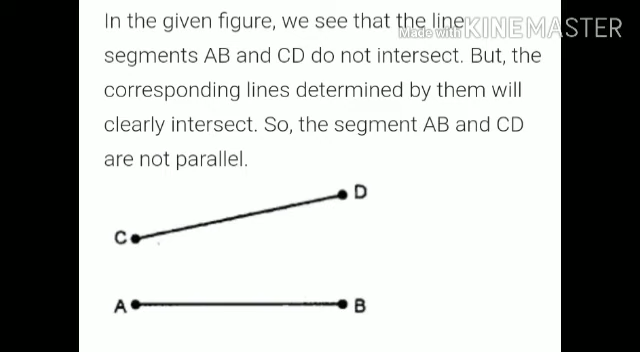 In the given figure, we see that the line
Made with KINEMASTER
segments AB and CD do not intersect. But, the
corresponding lines determined by them will
clearly intersect. So, the segment AB and CD
are not parallel.
D
C
A B